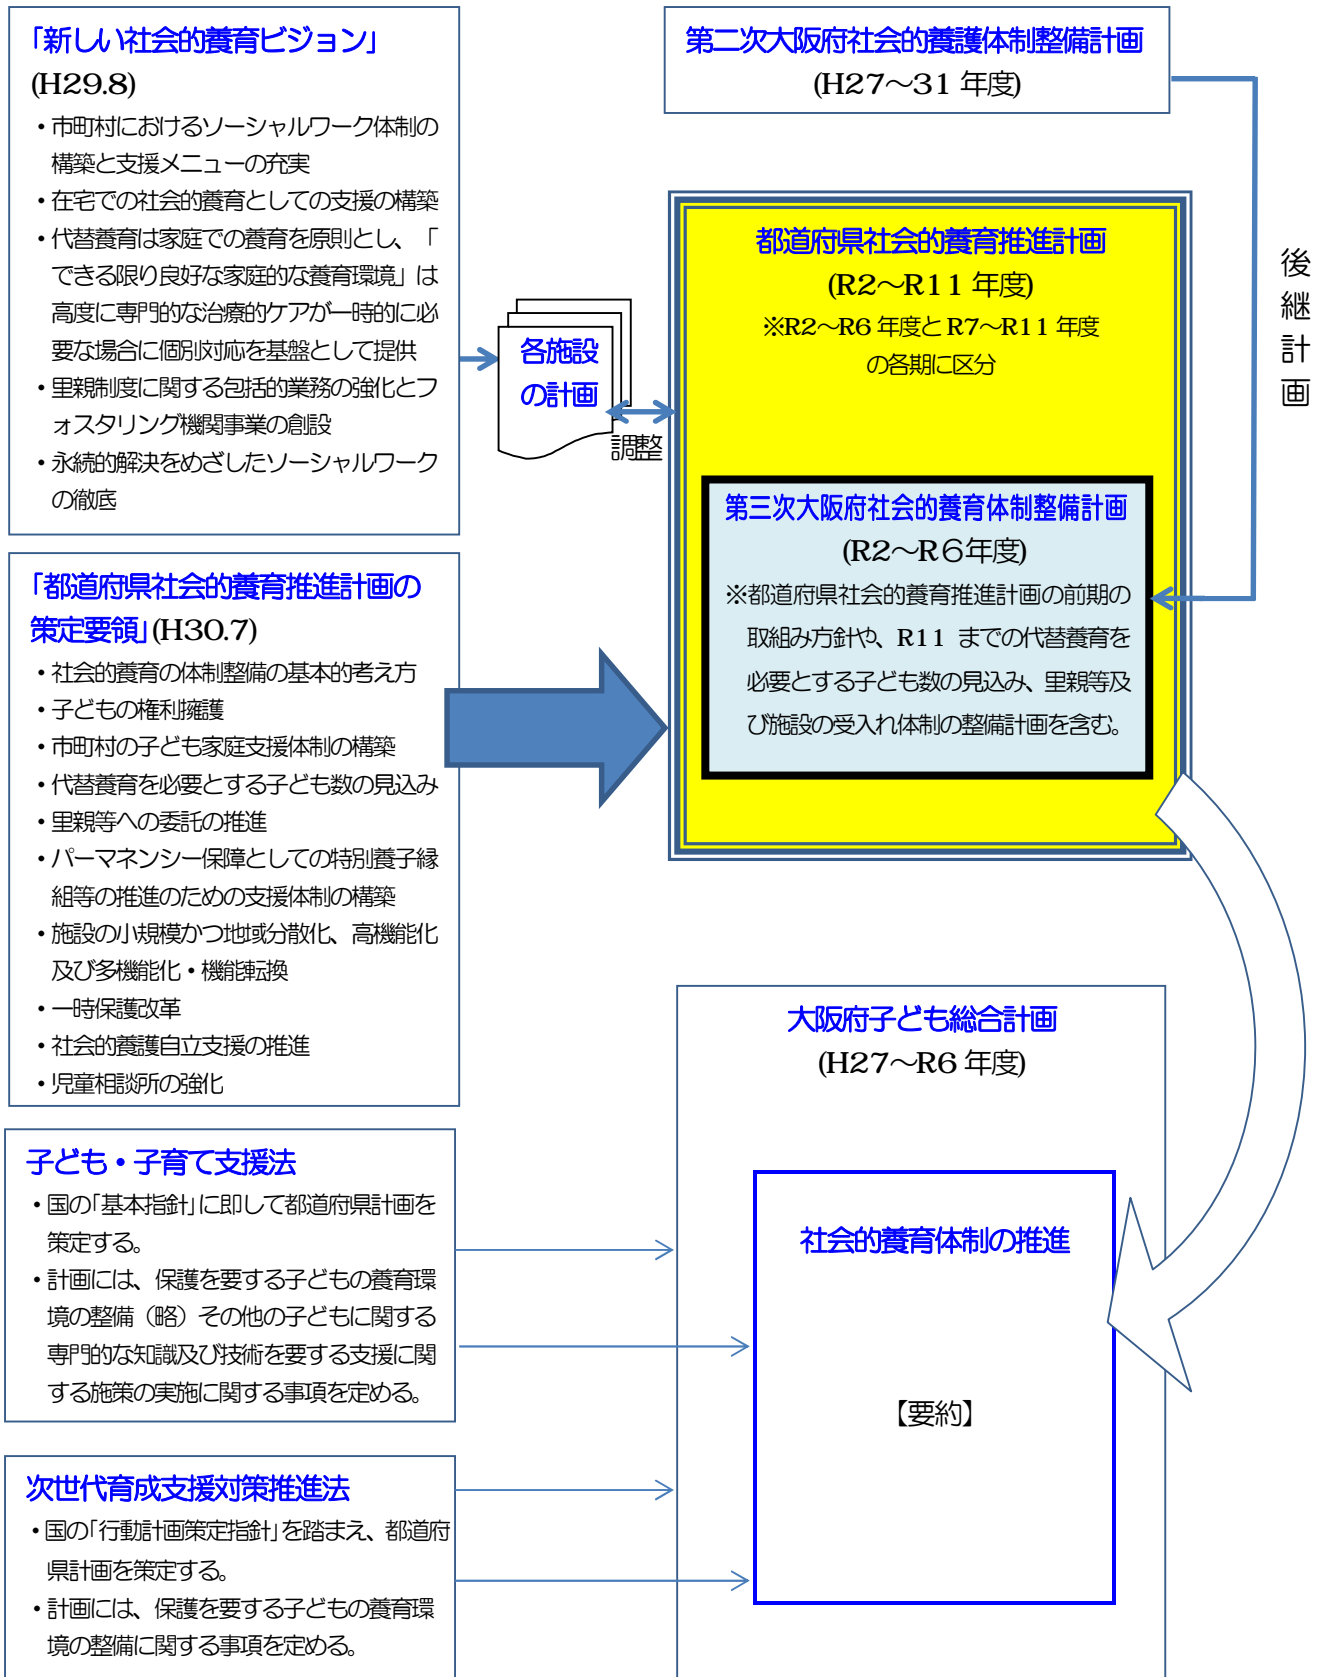 「新しい社会的養育ビジョン」
(H29.8)
・市町村におけるソーシャルワーク体制の
構築と支援メニューの充実
・在宅での社会的養育としての支援の構築
・代替養育は家庭での養育を原則とし、「
できる限り良好な家庭的な養育環境」は
高度に専門的な治療的ケアが一時的に必
要な場合に個別対応を基盤として提供
・里親制度に関する包括的業務の強化とフ
ォスタリング機関事業の創設
・永続的解決をめざしたソーシャルワーク
の徹底
「都道府県社会的養育推進計画の
策定要領」(H30.7)
・社会的養育の体制整備の基本的考え方
・子どもの権利擁護
・市町村の子ども家庭支援体制の構築
・代替養育を必要とする子ども数の見込み
・里親等への委託の推進
・パーマネンシー保障としての特別養子縁
組等の推進のための支援体制の構築
・施設の小規模かつ地域分散化、高機能化
及び多機能化・機能転換
・一時保護改革
・社会的養護自立支援の推進
・児童相談所の強化
子ども・子育て支援法
・国の「基本指針」に即して都道府県計画を
策定する。
・計画には、保護を要する子どもの養育環
境の整備（略）その他の子どもに関する
専門的な知識及び技術を要する支援に関
する施策の実施に関する事項を定める。
次世代育成支援対策推進法
・国の「行動計画策定指針」を踏まえ、都道府
県計画を策定する。
・計画には、保護を要する子どもの養育環
境の整備に関する事項を定める。
各施設
の計画
調整
第二次大阪府社会的養護体制整備計画
(H27～31 年度)
後継計画
都道府県社会的養育推進計画
(R2～R11 年度)
※R2～R6 年度と R7～R11 年度
の各期に区分
第三次大阪府社会的養育体制整備計画
(R2～R６年度)
※都道府県社会的養育推進計画の前期の
取組み方針や、R11 までの代替養育を
必要とする子ども数の見込み、里親等及
び施設の受入れ体制の整備計画を含む。
大阪府子ども総合計画
(H27～R6 年度)
社会的養育体制の推進
【要約】